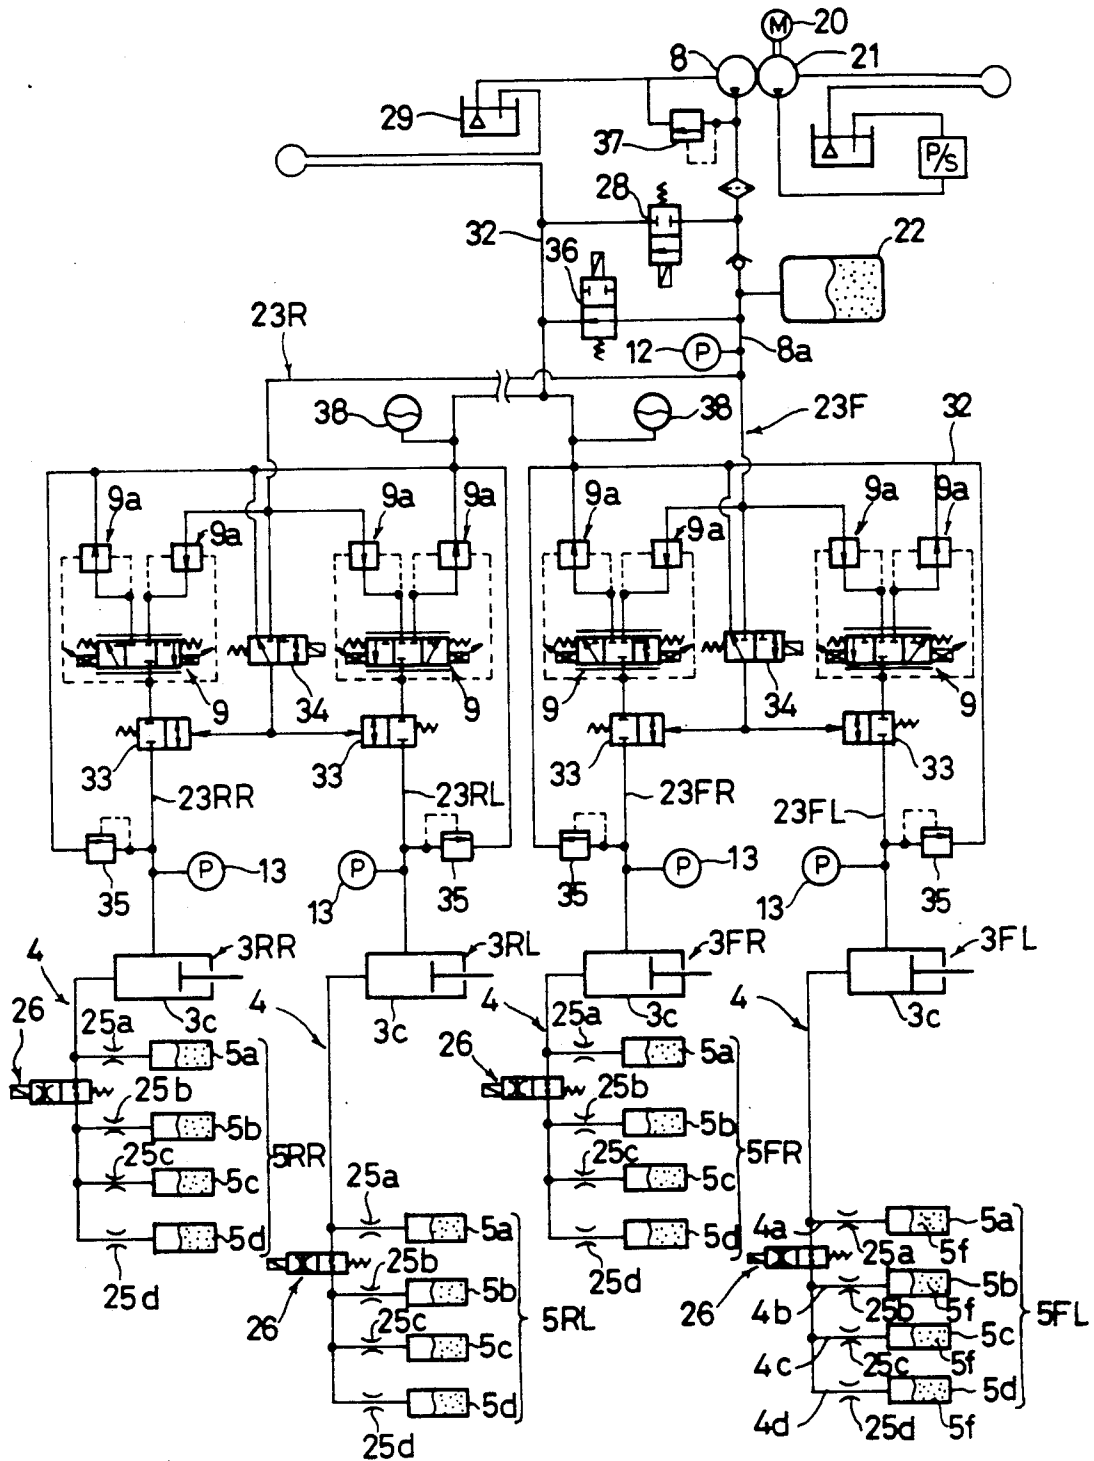 M 20
8 21
29
37 P/S
28
32 36 22
23R
12 P 8a
38 38 23F 32
9a 9a 9a 9a 9a 9a 9a 9a
9 34 9 9 34 9
33 33 33 33
23RR 23RL 23FR 23FL
P 13 P P 13 P
35 13 35 35 13 35
4 3RR 3RL 3FR 3FL
26 3c 4 3c 4 3c 4 3c
25a 5a 26 25a 5a
25b 5b 25b 5b
25c 5c 5RR 25c 5c 5FR
25d 5d 25d 5d
25a 5a 4a 25a 5f 5a
26 25b 5b 26 4b 25b 5f 5b
25c 5c 5RL 4c 25c 5f 5c 5FL
25d 5d 4d 25d 5f 5d